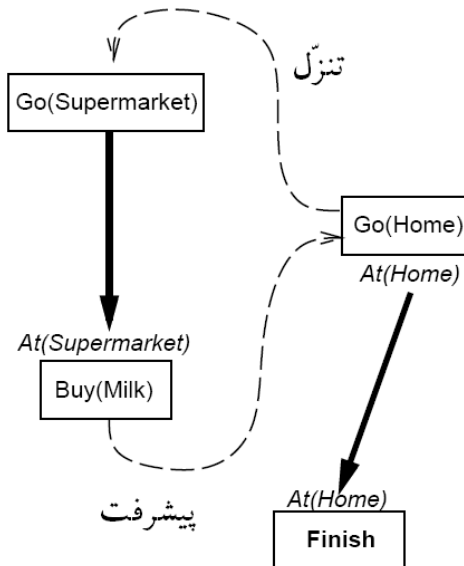 تنزّل
Go(Supermarket)
Go(Home)
At(Home)
At(Supermarket)
Buy(Milk)
At(Home)
پیشرفت
Finish